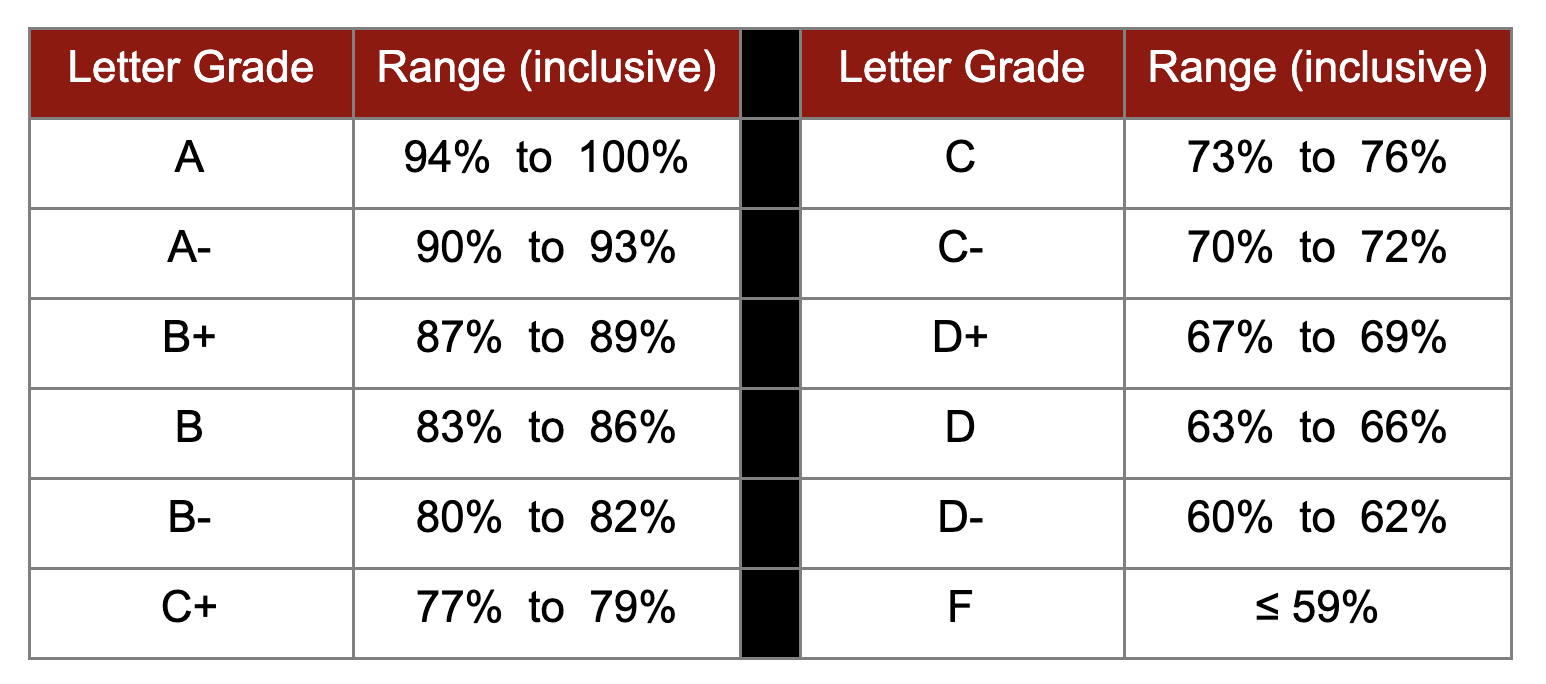 Letter Grade Range (inclusive) Letter Grade Range (inclusive)
A 94% to 100% C 73% to 76%
A- 90% to 93% C- 70% to 72%
B+ 87% to 89% D+ 67% to 69%
B 83% to 86% D 63% to 66%
B- 80% to 82% D- 60% to 62%
C+ 77% to 79% F ≤ 59%